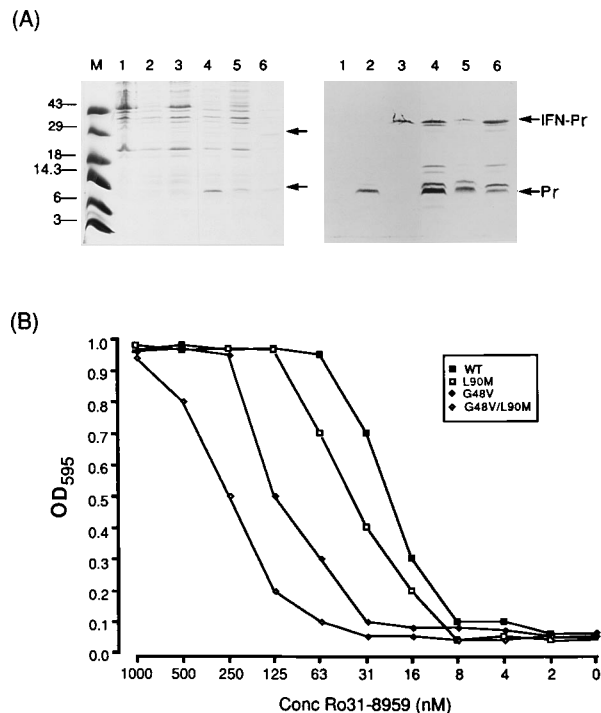 (A)
M 1 2 3 4 5 6
1 2 3 4 5 6
43
29
18
14.3
6
3
IFN-Pr
Pr
(B)
1.0
0.9
0.8
0.7
0.6
0.5
0.4
0.3
0.2
0.1
0.0
OD595
WT
L90M
G48V
G48V/L90M
1000 500 250 125 63 31 16 8 4 2 0
Conc Ro31-8959 (nM)